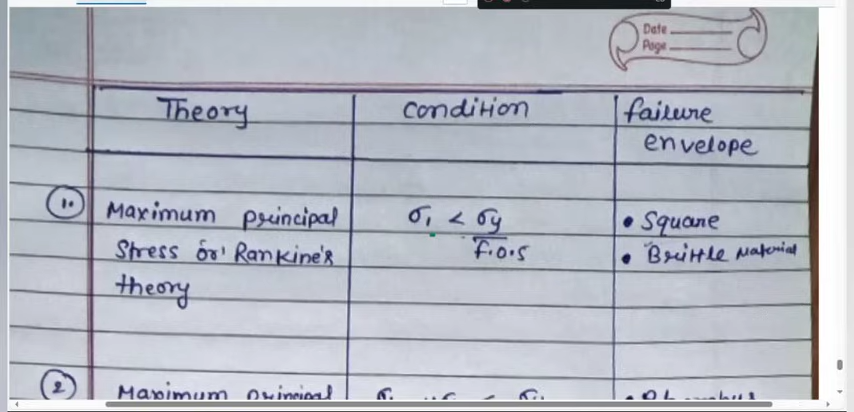 Date
Page
Theory
condition
failure
envelope
1.
Maximum principal
Stress 'or' Rankine's
theory
σ₁ < σy
F.O.S
• Square
• Brittle Material
2
Maximum principal